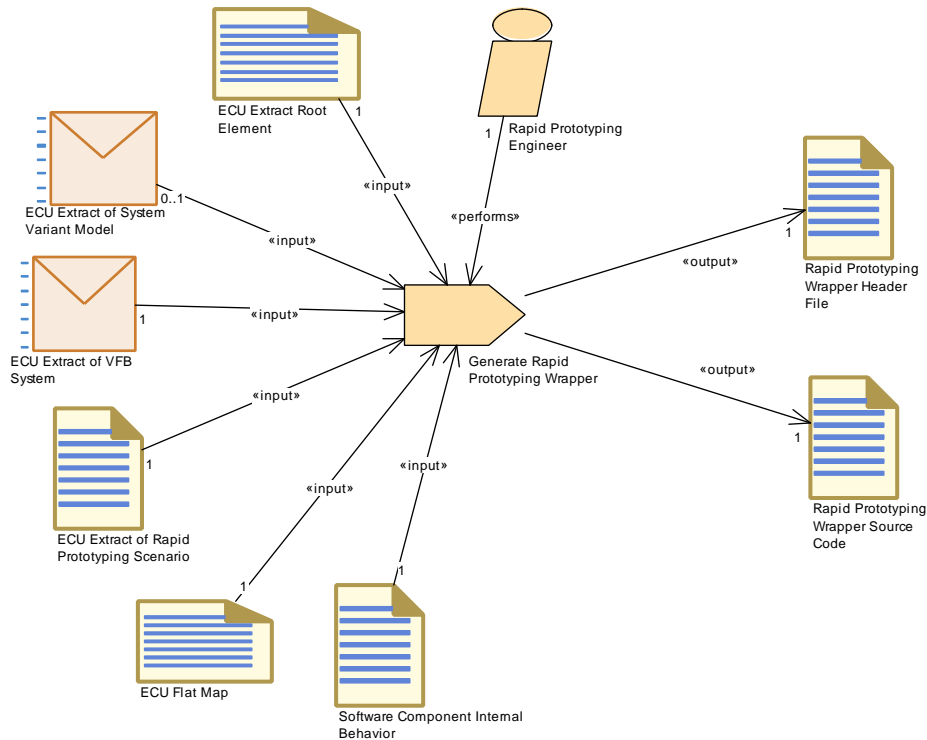 ECU Extract Root
Element
1
Rapid Prototyping
Engineer
1
«input»
«performs»
ECU Extract of System
Variant Model
0..1
«input»
ECU Extract of VFB
System
1
«input»
Generate Rapid
Prototyping Wrapper
«output»
1
Rapid Prototyping
Wrapper Header
File
«output»
1
Rapid Prototyping
Wrapper Source
Code
ECU Extract of Rapid
Prototyping Scenario
1
«input»
ECU Flat Map
1
«input»
Software Component Internal
Behavior
1
«input»